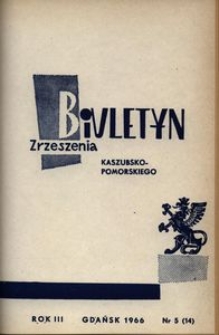 BIULETYN
Zrzeszenia
KASZUBSKO-
POMORSKIEGO
ROK III GDAŃSK 1966 Nr 5 (14)